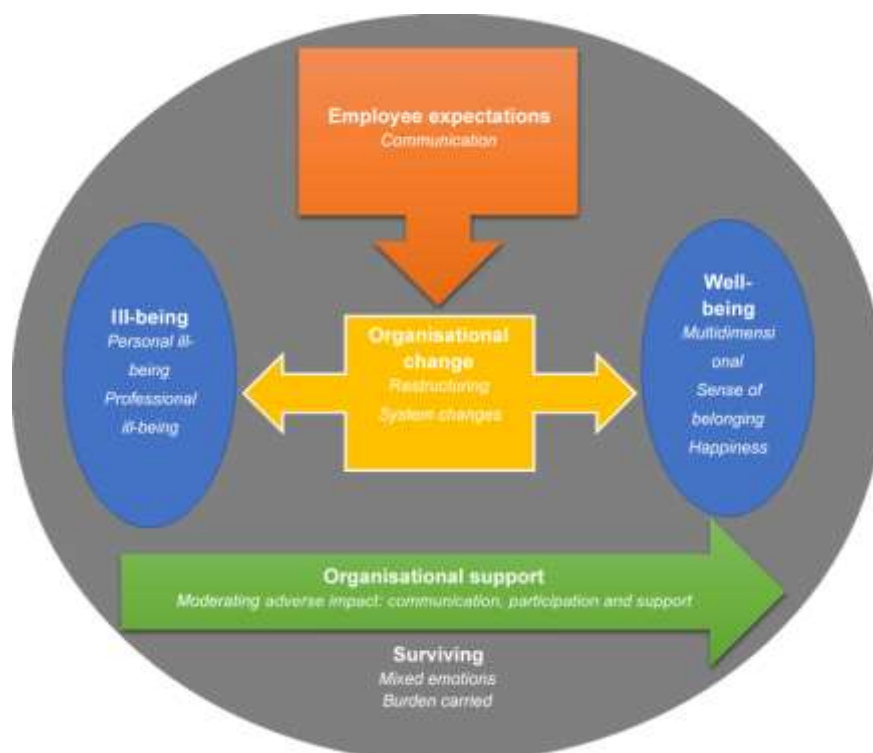 Employee expectations
Communication
Ill-being
Personal ill-
being
Professional
ill-being
Organisational
change
Restructuring
System changes
Well-
being
Multidimensi
onal
Sense of
belonging
Happiness
Organisational support
Moderating adverse impact: communication, participation and support
Surviving
Mixed emotions
Burden carried